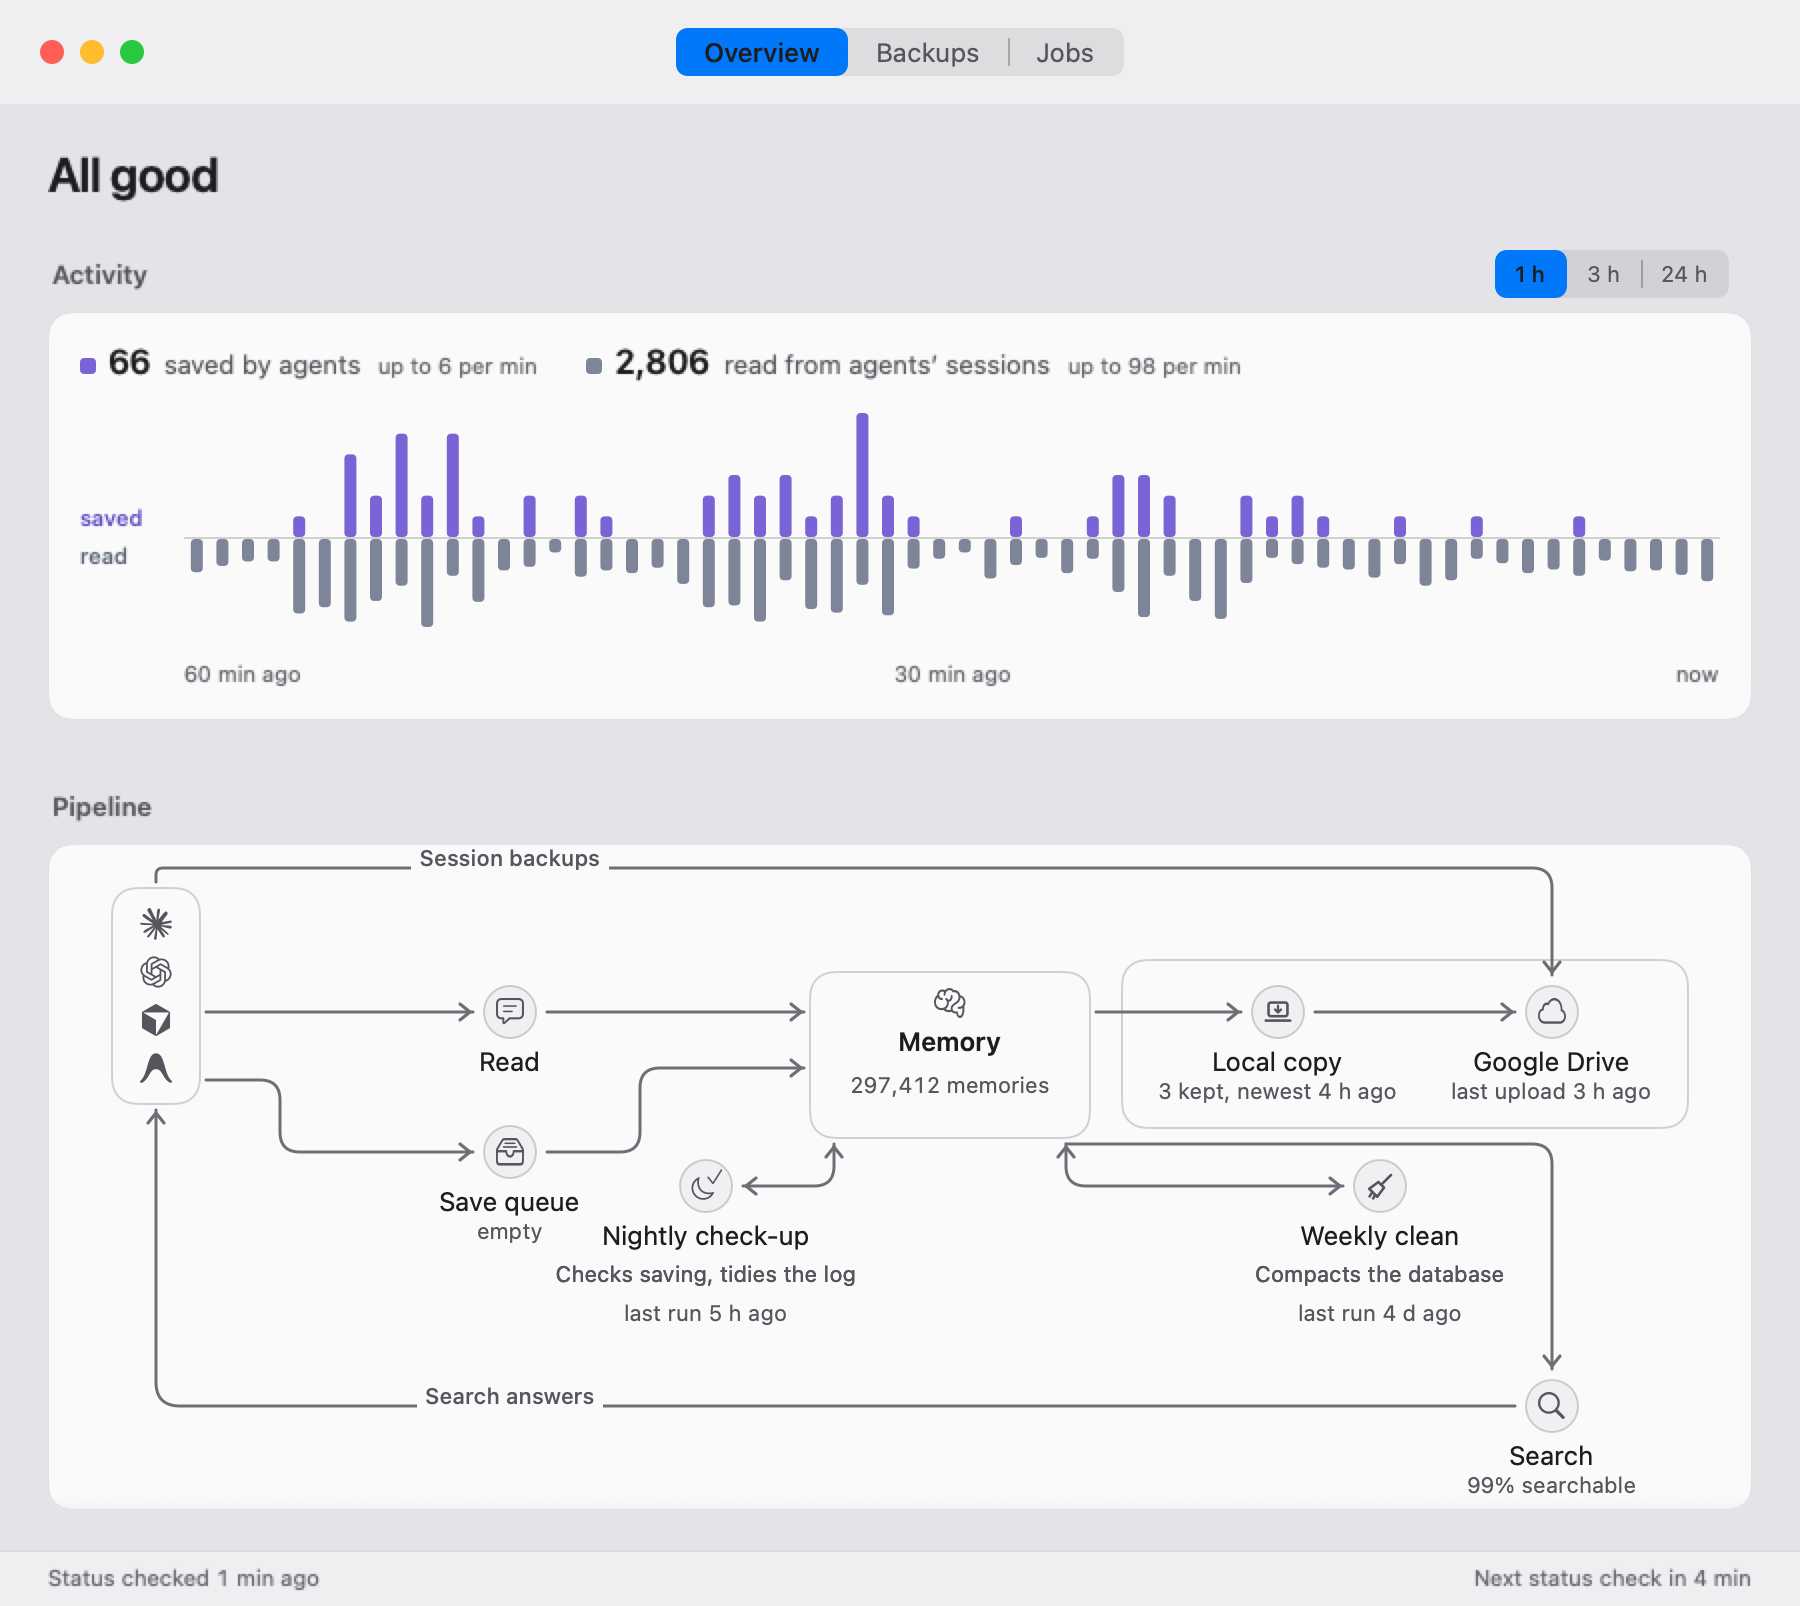 Overview Backups Jobs
All good
Activity
1 h 3 h 24 h
66 saved by agents up to 6 per min 2,806 read from agents’ sessions up to 98 per min
saved
read
60 min ago 30 min ago now
Pipeline
Session backups
Read
Memory
297,412 memories
Local copy
3 kept, newest 4 h ago
Google Drive
last upload 3 h ago
Save queue
empty
Nightly check-up
Checks saving, tidies the log
last run 5 h ago
Weekly clean
Compacts the database
last run 4 d ago
Search answers
Search
99% searchable
Status checked 1 min ago
Next status check in 4 min